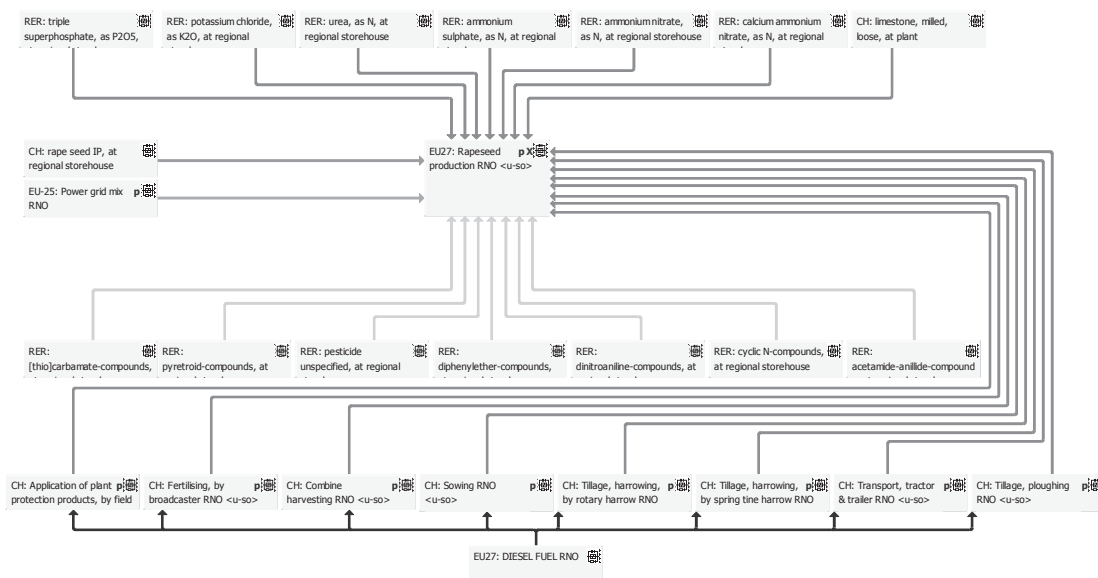 RER: triple
superphosphate, as P2O5,
RER: potassium chloride,
as K2O, at regional
RER: urea, as N, at
regional storehouse
RER: ammonium
sulphate, as N, at regional
RER: ammonium nitrate,
as N, at regional storehouse
RER: calcium ammonium
nitrate, as N, at regional
CH: limestone, milled,
loose, at plant
CH: rape seed IP, at
regional storehouse
EU27: Rapeseed p X
production RNO <u-so>
EU-25: Power grid mix p
RNO
RER:
[thio]carbamate-compounds,
RER:
pyretroid-compounds, at
RER: pesticide
unspecified, at regional
RER:
diphenylether-compounds,
RER:
dinitroaniline-compounds, at
RER: cyclic N-compounds,
at regional storehouse
RER:
acetamide-anillide-compound
CH: Application of plant p
protection products, by field
CH: Fertilising, by p
broadcaster RNO <u-so>
CH: Combine p
harvesting RNO <u-so>
CH: Sowing RNO p
<u-so>
CH: Tillage, harrowing, p
by rotary harrow RNO
CH: Tillage, harrowing, p
by spring tine harrow RNO
CH: Transport, tractor p
& trailer RNO <u-so>
CH: Tillage, ploughing p
RNO <u-so>
EU27: DIESEL FUEL RNO